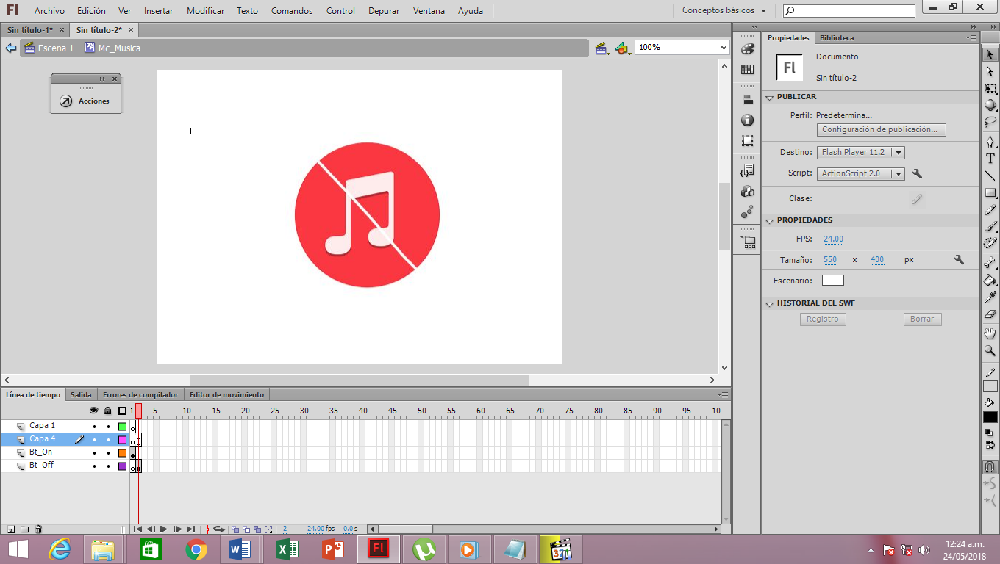 Fl Archivo Edición Ver Insertar Modificar Texto Comandos Control Depurar Ventana Ayuda Conceptos básicos
Sin título-1* Sin título-2*
Escena 1 Mc_Musica 100%
Acciones
Propiedades Biblioteca
Fl
Documento
Sin título-2
PUBLICAR
Perfil: Predetermina...
Configuración de publicación...
Destino: Flash Player 11.2
Script: ActionScript 2.0
Clase:
PROPIEDADES
FPS: 24.00
Tamaño: 550 x 400 px
Escenario:
HISTORIAL DEL SWF
Registro Borrar
Línea de tiempo Salida Errores de compilador Editor de movimiento
1 5 10 15 20 25 30 35 40 45 50 55 60 65 70 75 80 85 90 95 10
Capa 1
Capa 4
Bt_On
Bt_Off
2 24.00 fps 0.0 s
Fl
321
12:24 a.m.
24/05/2018